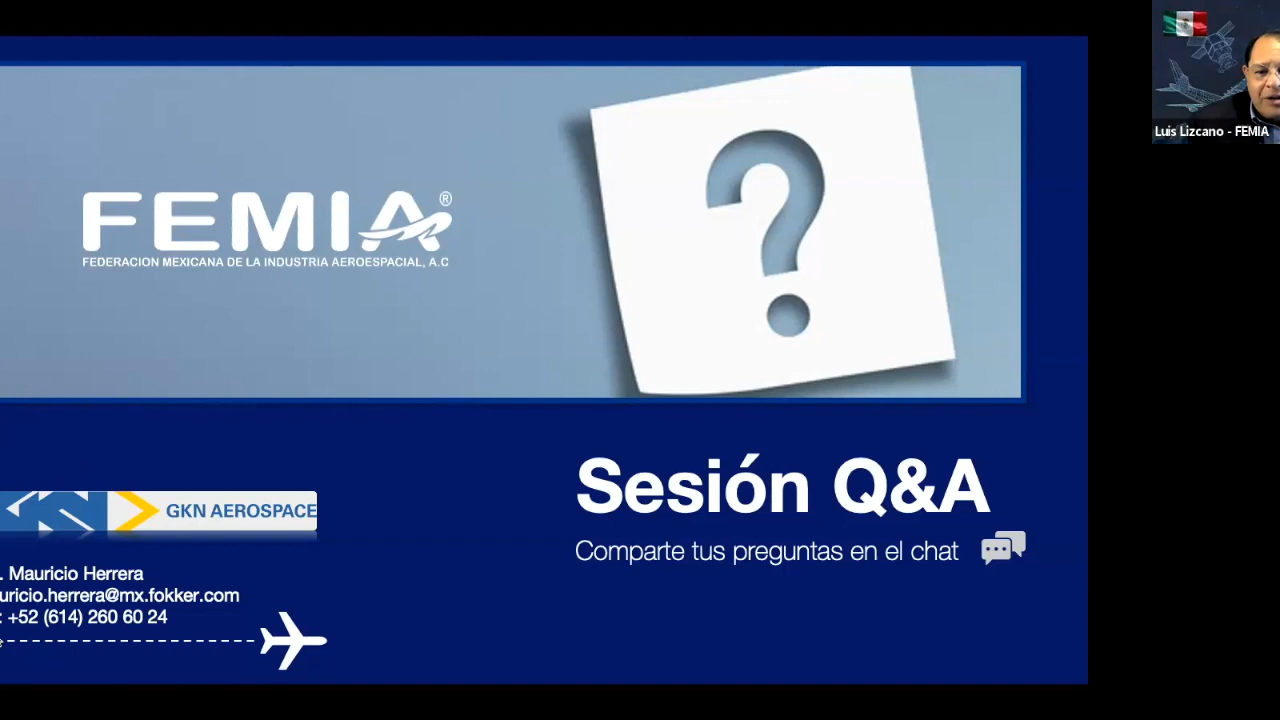 Luis Lizcano - FEMIA
FEMIA®
FEDERACION MEXICANA DE LA INDUSTRIA AEROESPACIAL, A.C
Sesión Q&A
Comparte tus preguntas en el chat
GKN AEROSPACE
. Mauricio Herrera
uricio.herrera@mx.fokker.com
: +52 (614) 260 60 24